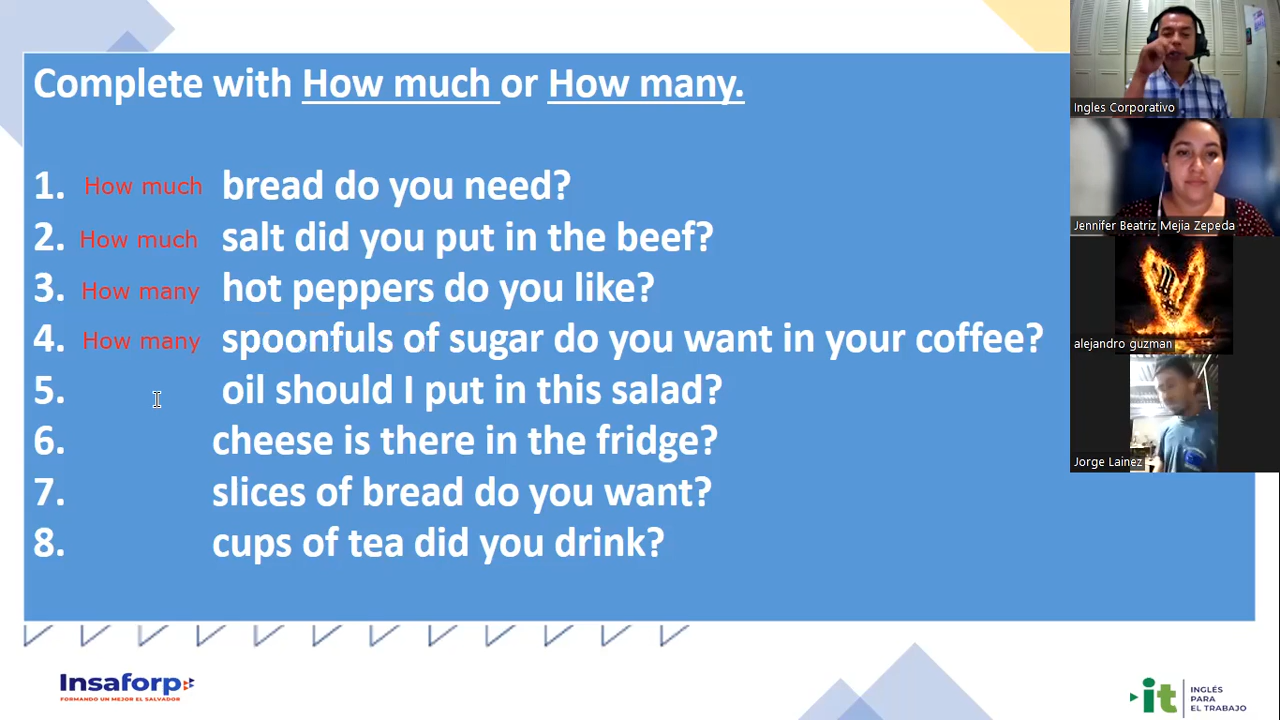 Complete with How much or How many.
1. How much bread do you need?
2. How much salt did you put in the beef?
3. How many hot peppers do you like?
4. How many spoonfuls of sugar do you want in your coffee?
5. oil should I put in this salad?
6. cheese is there in the fridge?
7. slices of bread do you want?
8. cups of tea did you drink?
Ingles Corporativo
Jennifer Beatriz Mejia Zepeda
alejandro guzman
Jorge Lainez
Insaforp
FORMANDO UN MEJOR EL SALVADOR
it
INGLÉS
PARA
EL TRABAJO